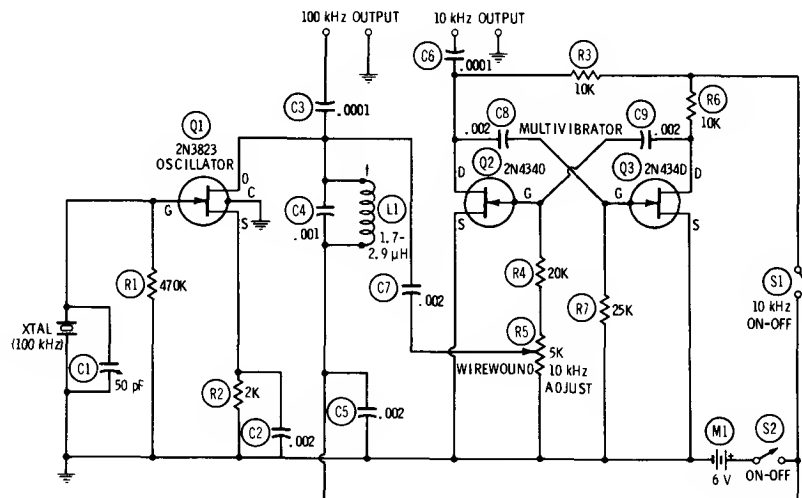 100 kHz OUTPUT
10 kHz OUTPUT
C6
.0001
R3
10K
C3
.0001
R6
10K
Q1
2N3823
OSCILLATOR
C8
.002
MULTIVIBRATOR
C9
.002
D
C
G
S
Q2
2N4340
D
G
S
Q3
2N434D
D
G
S
C4
.001
L1
1.7-
2.9 µH
C7
.002
R4
20K
R1
470K
R7
25K
S1
10 kHz
ON-OFF
XTAL
(100 kHz)
C1
50 pF
R5
5K
WIREWOUND
10 kHz
ADJUST
R2
2K
C2
.002
C5
.002
M1
+
6 V
S2
ON-OFF